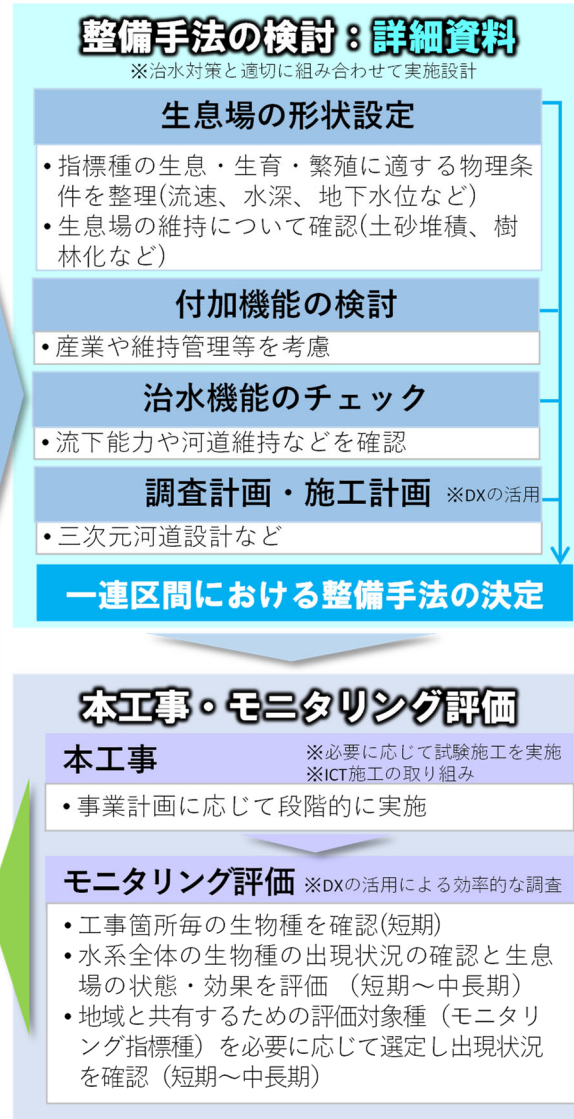 整備手法の検討：詳細資料
※治水対策と適切に組み合わせて実施設計
生息場の形状設定
•指標種の生息・生育・繁殖に適する物理条
件を整理(流速、水深、地下水位など)
•生息場の維持について確認(土砂堆積、樹
林化など)
付加機能の検討
•産業や維持管理等を考慮
治水機能のチェック
•流下能力や河道維持などを確認
調査計画・施工計画 ※DXの活用
•三次元河道設計など
一連区間における整備手法の決定
本工事・モニタリング評価
本工事 ※必要に応じて試験施工を実施
※ICT施工の取り組み
•事業計画に応じて段階的に実施
モニタリング評価 ※DXの活用による効率的な調査
•工事箇所毎の生物種を確認(短期)
•水系全体の生物種の出現状況の確認と生息
場の状態・効果を評価 （短期～中長期）
•地域と共有するための評価対象種（モニタリ
ング指標種）を必要に応じて選定し出現状況
を確認（短期～中長期）